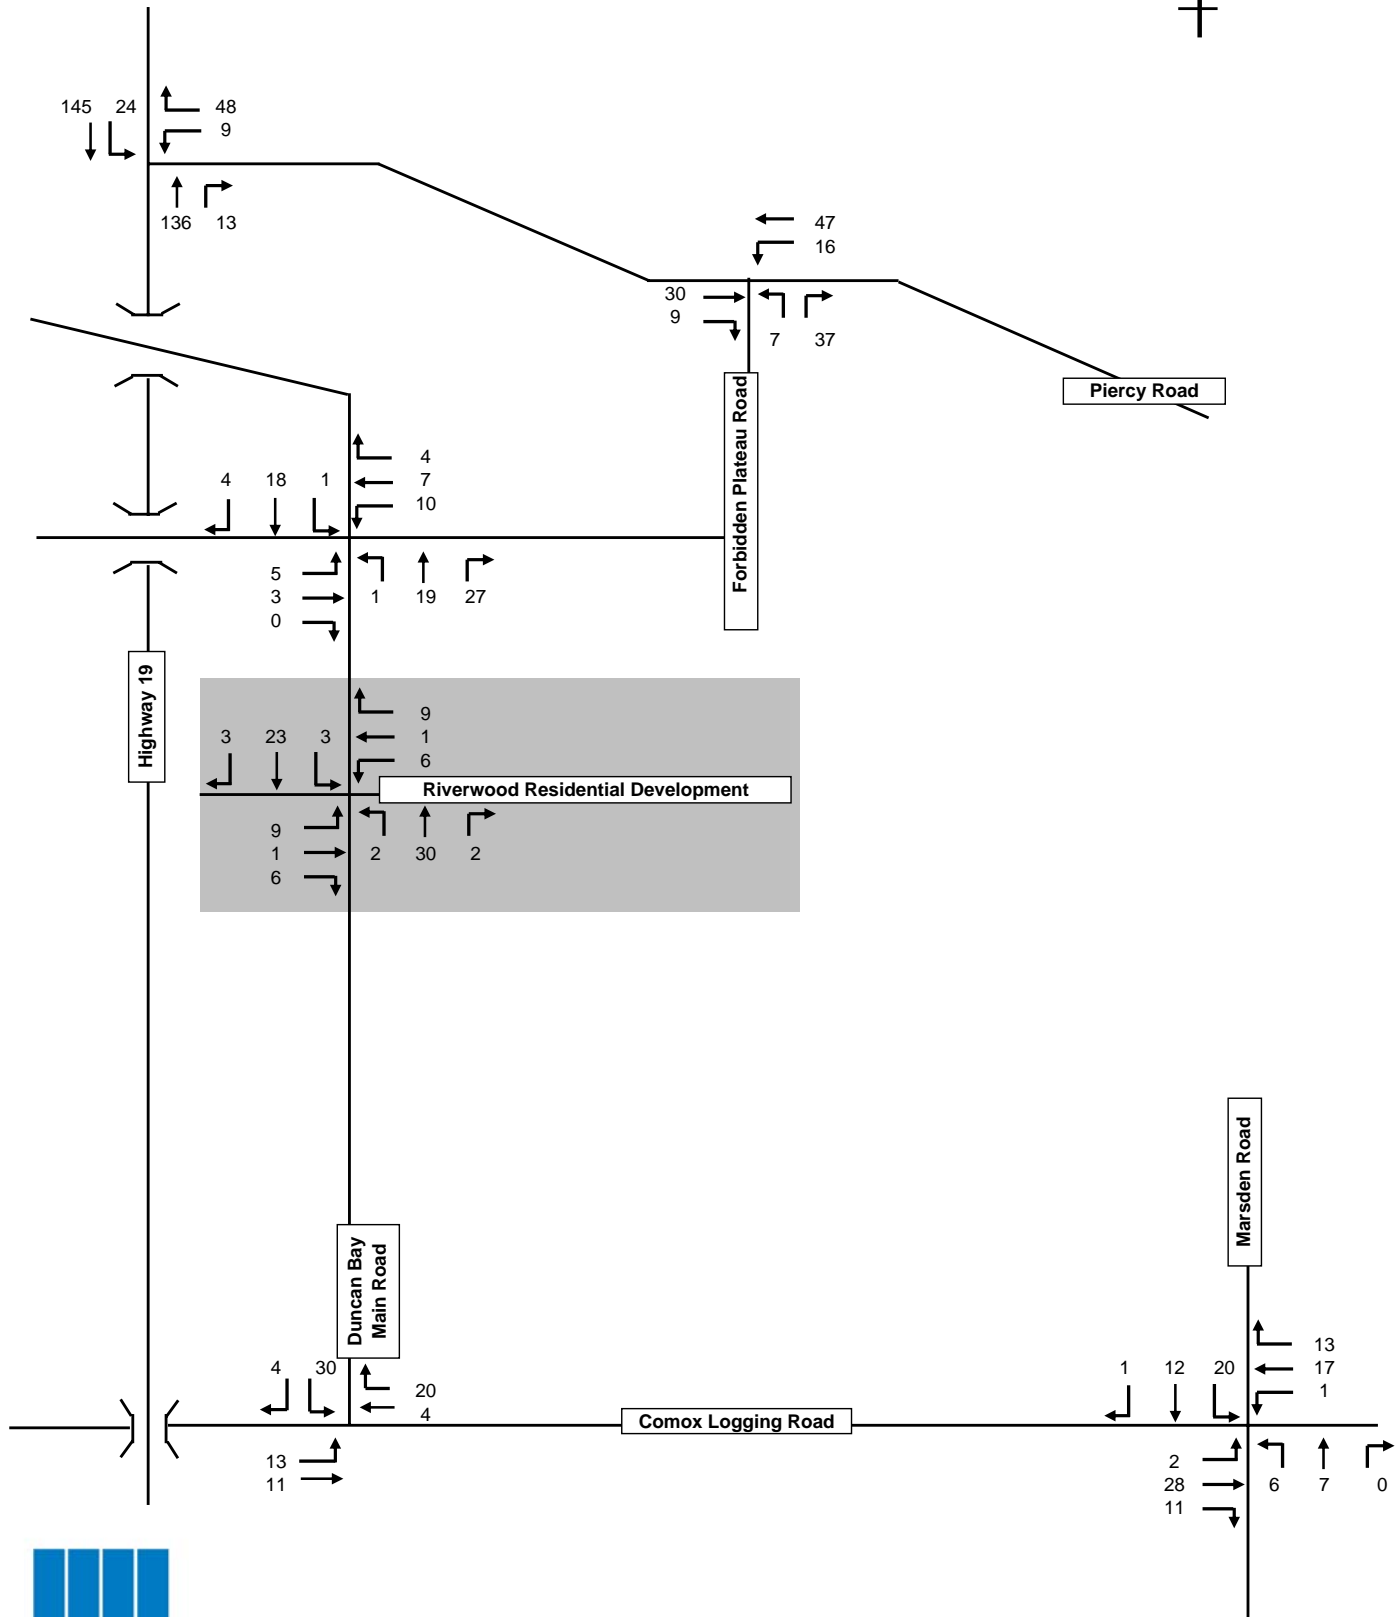 145 24 48
9
136 13
47
16
30
9
7 37
Piercy Road
Forbidden Plateau Road
4
4 18 1 7
10
5
3 1 19 27
0
Highway 19
9
3 23 3 1
6
Riverwood Residential Development
9
1 2 30 2
6
Marsden Road
Duncan Bay
Main Road
4 30
20
4
Comox Logging Road
13
11
13
1 12 20 17
1
2
28 6 7 0
11